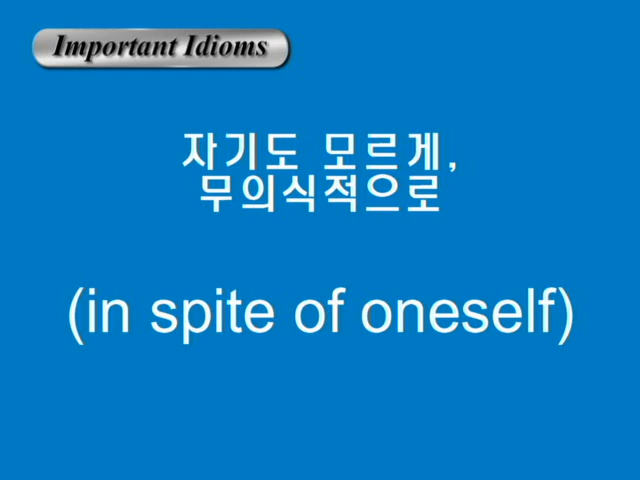 Important Idioms
자기도 모르게,
무의식적으로
(in spite of oneself)